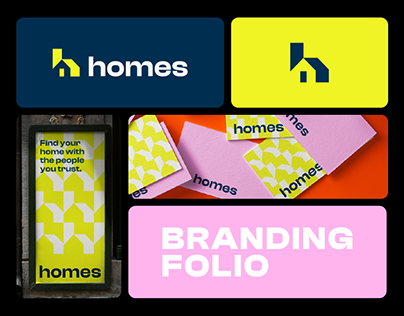 homes
Find your
home with
the people
you trust.
homes
homes
homes
homes
BRANDING
FOLIO